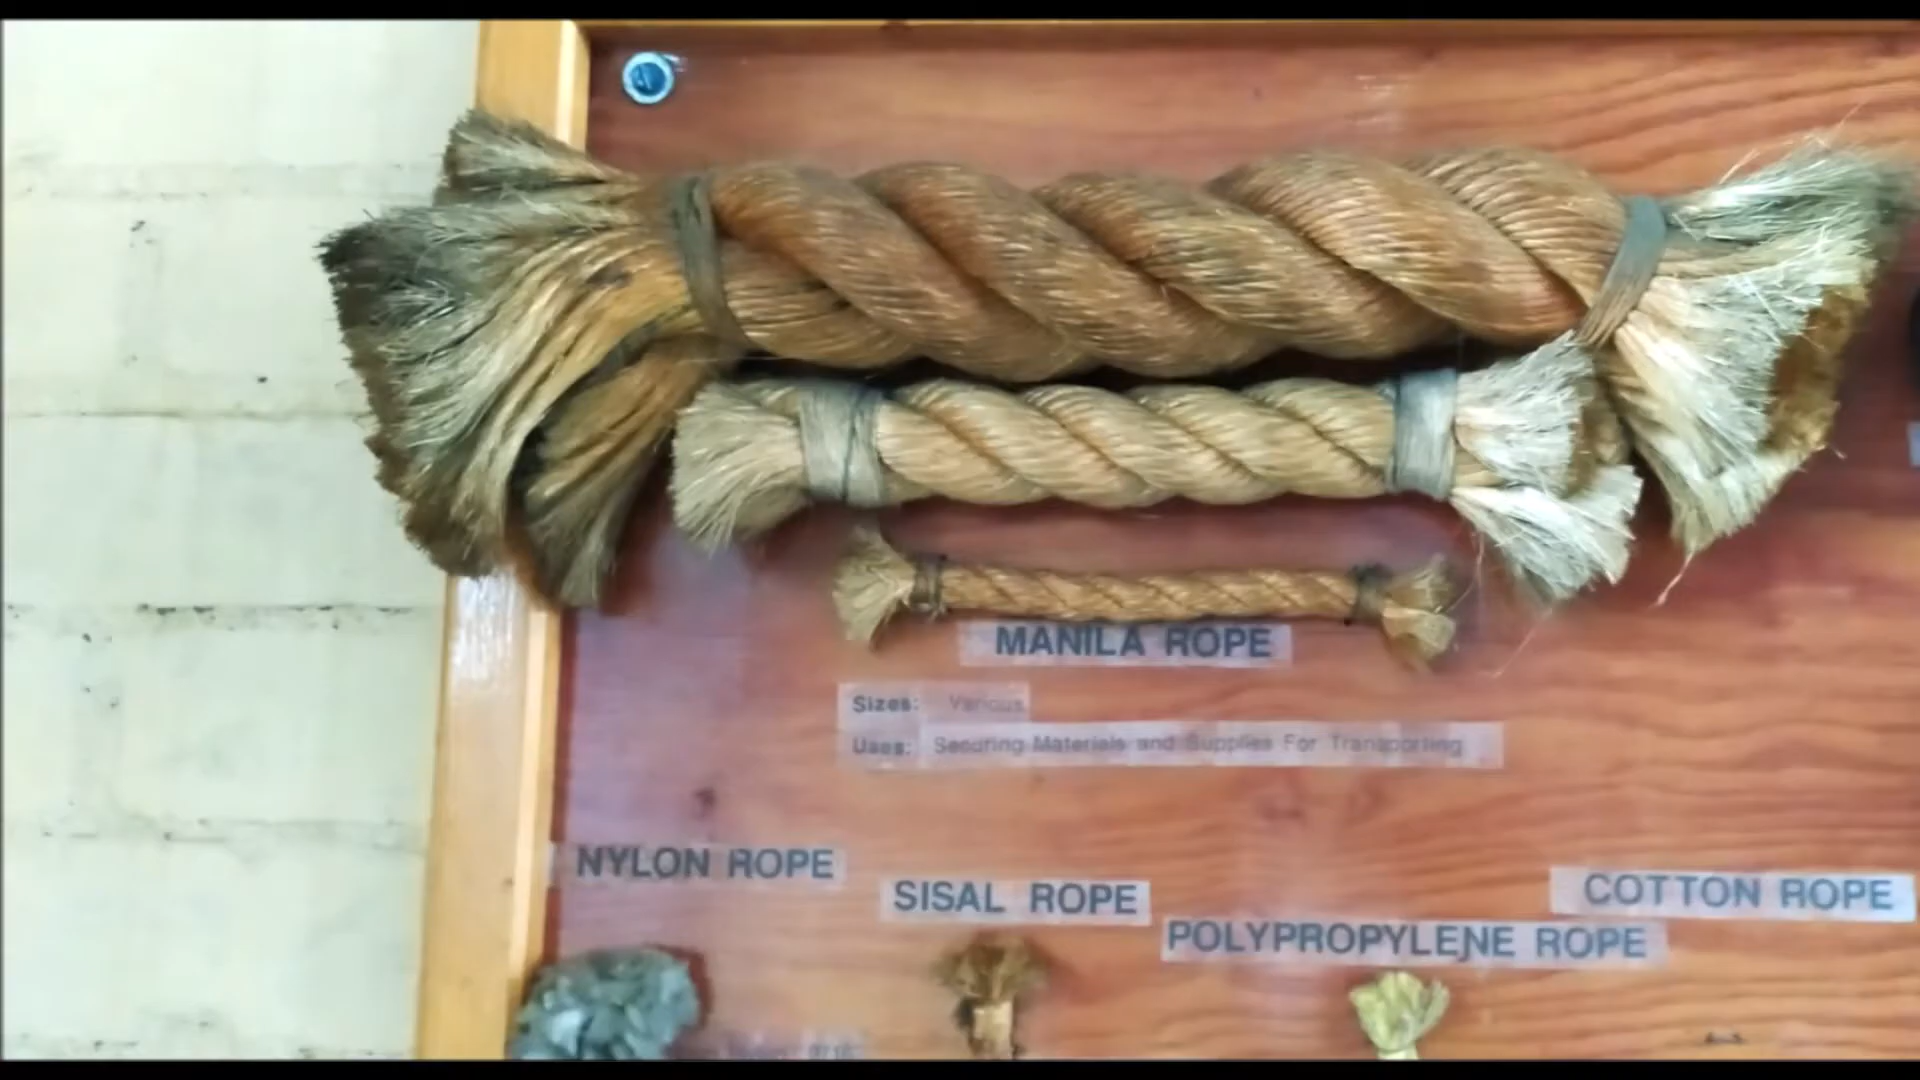 MANILA ROPE
Sizes: Various
Uses: Securing Materials and Supplies For Transporting
NYLON ROPE
SISAL ROPE
POLYPROPYLENE ROPE
COTTON ROPE